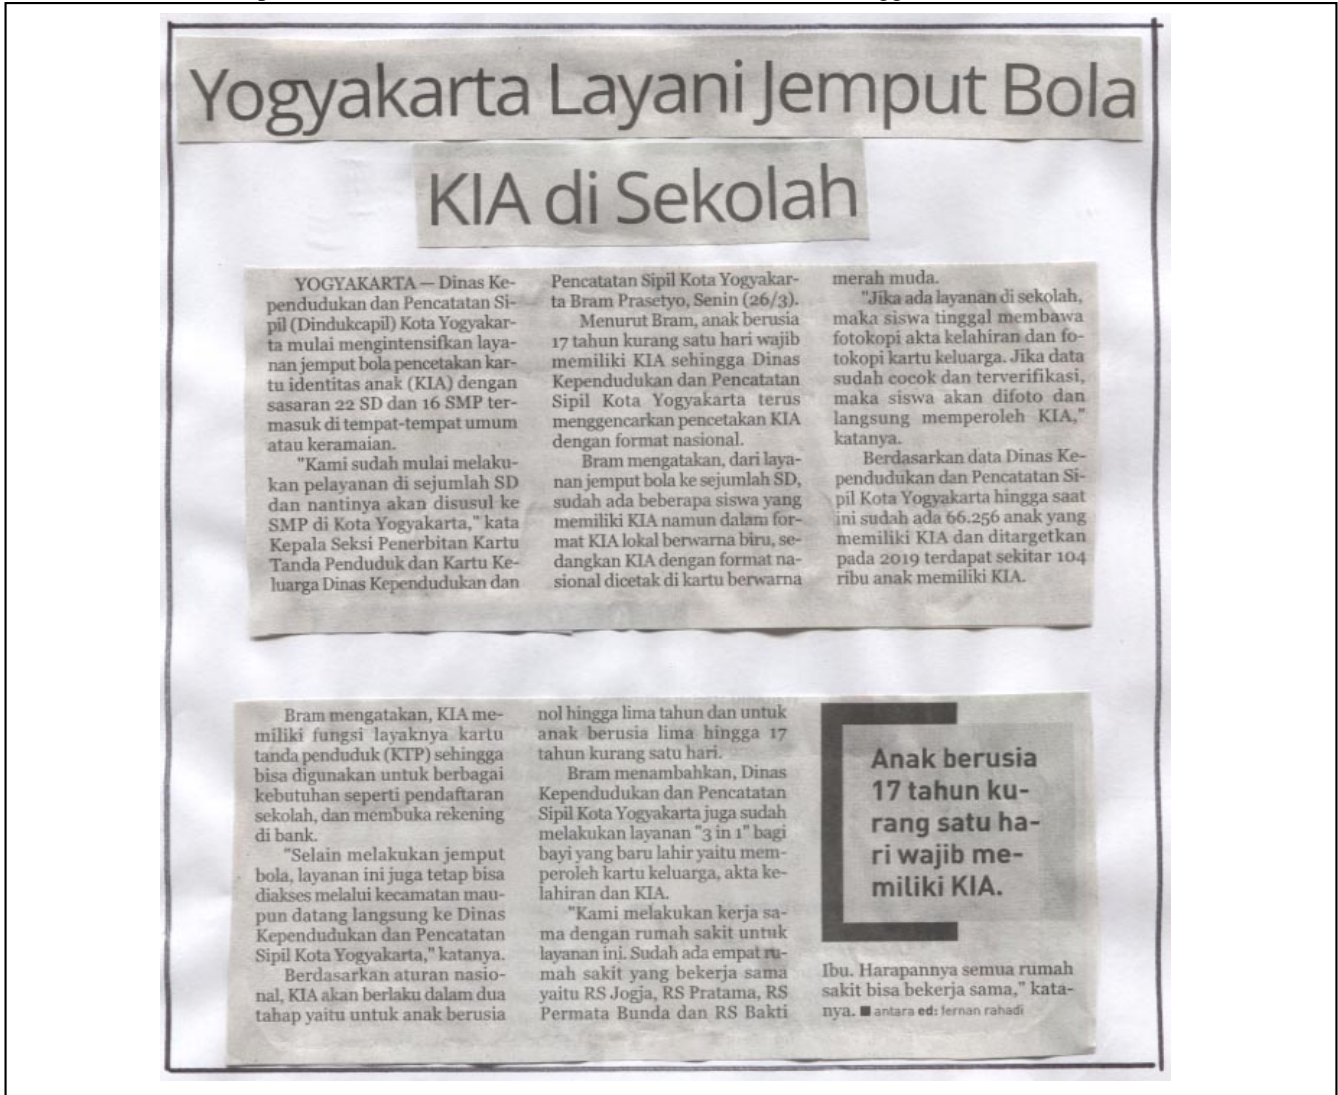 Yogyakarta Layani Jemput Bola
KIA di Sekolah
YOGYAKARTA — Dinas Ke-
pendudukan dan Pencatatan Si-
pil (Dindukcapil) Kota Yogyakar-
ta mulai mengintensifkan laya-
nan jemput bola pencetakan kar-
tu identitas anak (KIA) dengan
sasaran 22 SD dan 16 SMP ter-
masuk di tempat-tempat umum
atau keramaian.
"Kami sudah mulai melaku-
kan pelayanan di sejumlah SD
dan nantinya akan disusul ke
SMP di Kota Yogyakarta," kata
Kepala Seksi Penerbitan Kartu
Tanda Penduduk dan Kartu Ke-
luarga Dinas Kependudukan dan
Pencatatan Sipil Kota Yogyakar-
ta Bram Prasetyo, Senin (26/3).
Menurut Bram, anak berusia
17 tahun kurang satu hari wajib
memiliki KIA sehingga Dinas
Kependudukan dan Pencatatan
Sipil Kota Yogyakarta terus
menggencarkan pencetakan KIA
dengan format nasional.
Bram mengatakan, dari laya-
nan jemput bola ke sejumlah SD,
sudah ada beberapa siswa yang
memiliki KIA namun dalam for-
mat KIA lokal berwarna biru, se-
dangkan KIA dengan format na-
sional dicetak di kartu berwarna
merah muda.
"Jika ada layanan di sekolah,
maka siswa tinggal membawa
fotokopi akta kelahiran dan fo-
tokopi kartu keluarga. Jika data
sudah cocok dan terverifikasi,
maka siswa akan difoto dan
langsung memperoleh KIA,"
katanya.
Berdasarkan data Dinas Ke-
pendudukan dan Pencatatan Si-
pil Kota Yogyakarta hingga saat
ini sudah ada 66.256 anak yang
memiliki KIA dan ditargetkan
pada 2019 terdapat sekitar 104
ribu anak memiliki KIA.
Bram mengatakan, KIA me-
miliki fungsi layaknya kartu
tanda penduduk (KTP) sehingga
bisa digunakan untuk berbagai
kebutuhan seperti pendaftaran
sekolah, dan membuka rekening
di bank.
"Selain melakukan jemput
bola, layanan ini juga tetap bisa
diakses melalui kecamatan mau-
pun datang langsung ke Dinas
Kependudukan dan Pencatatan
Sipil Kota Yogyakarta," katanya.
Berdasarkan aturan nasio-
nal, KIA akan berlaku dalam dua
tahap yaitu untuk anak berusia
nol hingga lima tahun dan untuk
anak berusia lima hingga 17
tahun kurang satu hari.
Bram menambahkan, Dinas
Kependudukan dan Pencatatan
Sipil Kota Yogyakarta juga sudah
melakukan layanan "3 in 1" bagi
bayi yang baru lahir yaitu mem-
peroleh kartu keluarga, akta ke-
lahiran dan KIA.
"Kami melakukan kerja sa-
ma dengan rumah sakit untuk
layanan ini. Sudah ada empat ru-
mah sakit yang bekerja sama
yaitu RS Jogja, RS Pratama, RS
Permata Bunda dan RS Bakti
Anak berusia
17 tahun ku-
rang satu ha-
ri wajib me-
miliki KIA.
Ibu. Harapannya semua rumah
sakit bisa bekerja sama," kata-
nya. ■ antara ed: fernan rahadi